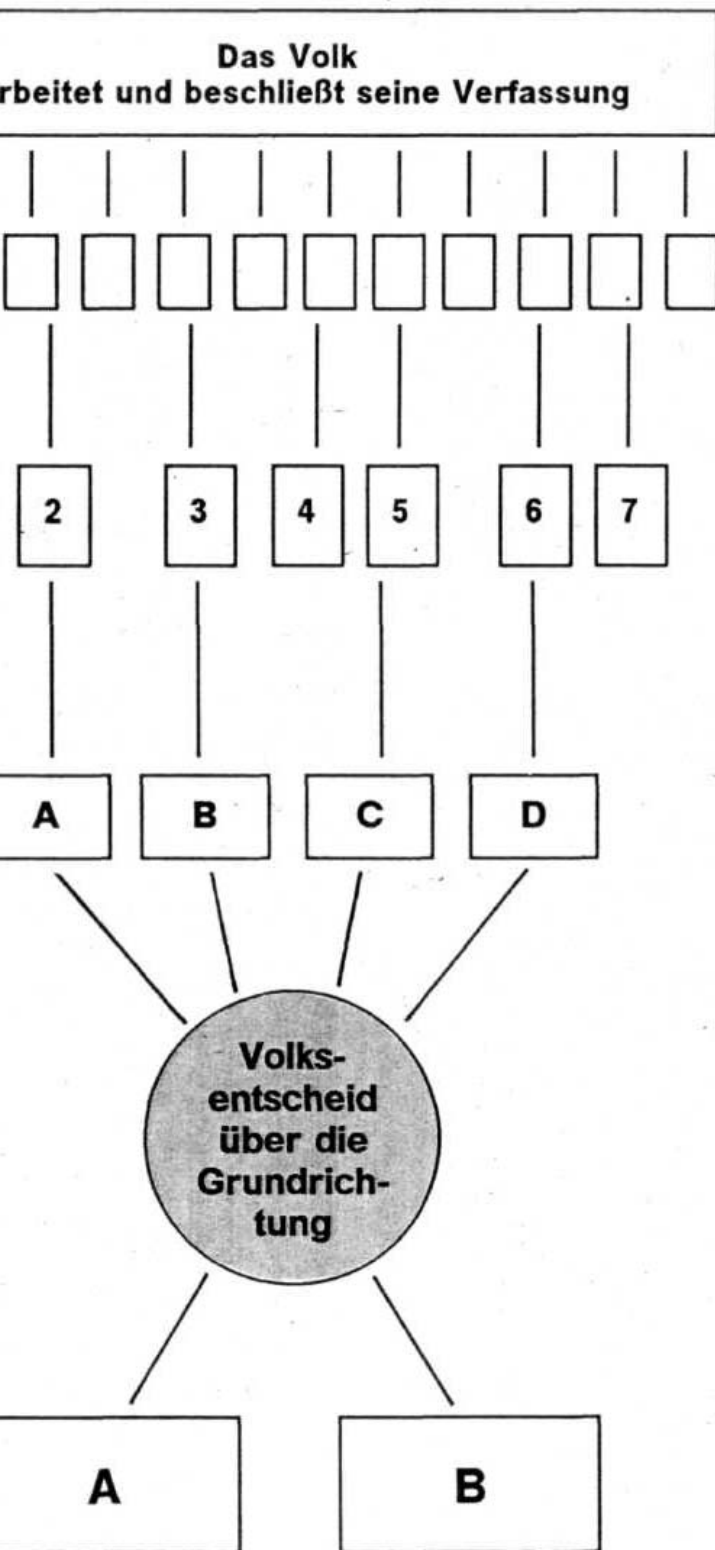 Das Volk
rbeitet und beschließt seine Verfassung
2 3 4 5 6 7
A B C D
Volks-
entscheid
über die
Grundrich-
tung
A B